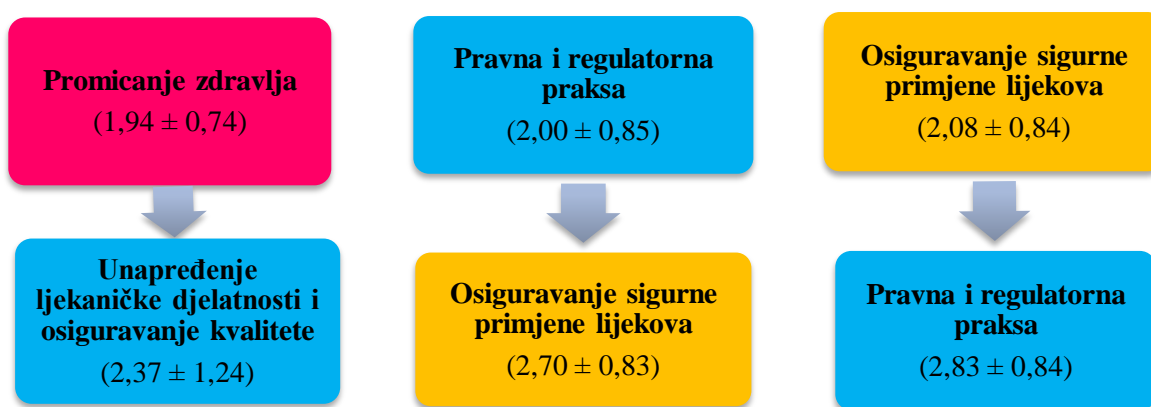 Promicanje zdravlja
(1,94 ± 0,74)
Pravna i regulatorna
praksa
(2,00 ± 0,85)
Osiguravanje sigurne
primjene lijekova
(2,08 ± 0,84)
Unapređenje
ljekaničke djelatnosti i
osiguravanje kvalitete
(2,37 ± 1,24)
Osiguravanje sigurne
primjene lijekova
(2,70 ± 0,83)
Pravna i regulatorna
praksa
(2,83 ± 0,84)